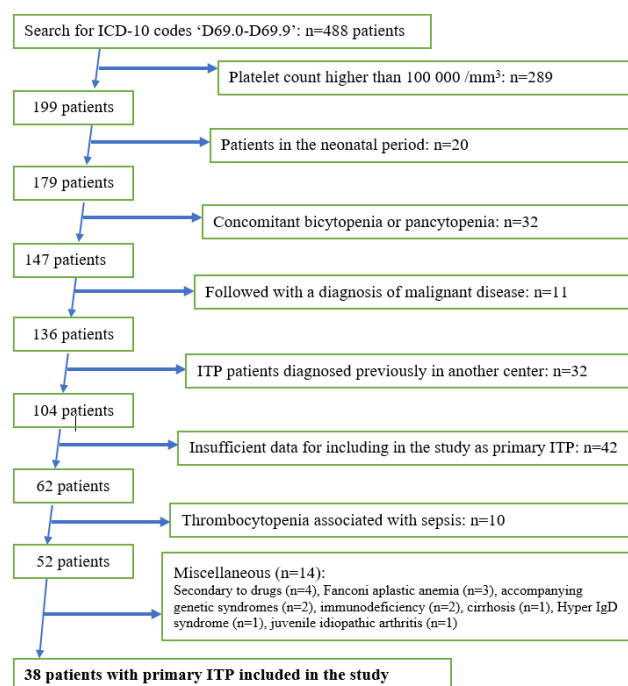 Search for ICD-10 codes ‘D69.0-D69.9’: n=488 patients
Platelet count higher than 100 000 /mm³: n=289
199 patients
Patients in the neonatal period: n=20
179 patients
Concomitant bicytopenia or pancytopenia: n=32
147 patients
Followed with a diagnosis of malignant disease: n=11
136 patients
ITP patients diagnosed previously in another center: n=32
104 patients
Insufficient data for including in the study as primary ITP: n=42
62 patients
Thrombocytopenia associated with sepsis: n=10
52 patients
Miscellaneous (n=14):
Secondary to drugs (n=4), Fanconi aplastic anemia (n=3), accompanying
genetic syndromes (n=2), immunodeficiency (n=2), cirrhosis (n=1), Hyper IgD
syndrome (n=1), juvenile idiopathic arthritis (n=1)
38 patients with primary ITP included in the study